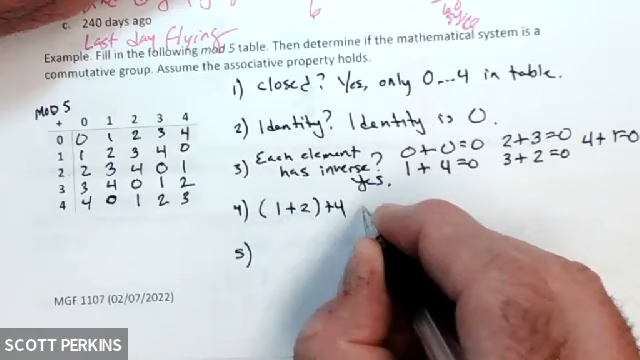 c. 240 days ago
Last day flying
6
Example. Fill in the following mod 5 table. Then determine if the mathematical system is a
commutative group. Assume the associative property holds.
MOD 5
+ 0 1 2 3 4
0 0 1 2 3 4
1 1 2 3 4 0
2 2 3 4 0 1
3 3 4 0 1 2
4 4 0 1 2 3
1) closed? Yes, only 0...4 in table.
2) Identity? Identity is 0.
3) Each element has inverse? Yes.
0+0=0 2+3=0 4+1=0
1+4=0 3+2=0
4) (1+2)+4
5)
MGF 1107 (02/07/2022)
SCOTT PERKINS